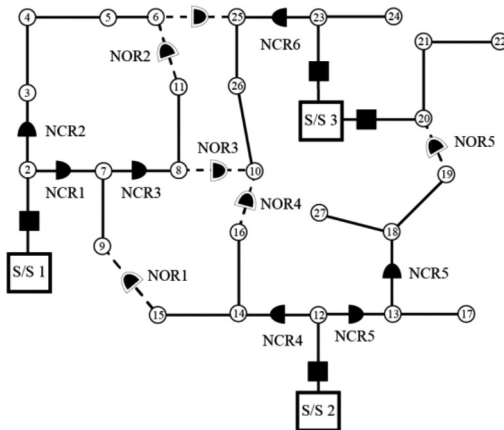 4 5 6 25 23 24
NOR2 NCR6 21 22
3 11 26
S/S 3 20
NCR2 NOR3 NOR5
2 7 8 10
NCR1 NCR3 19
NOR4
27
9 16 18
S/S 1
NOR1 NCR5
15 14 12 13 17
NCR4 NCR5
S/S 2